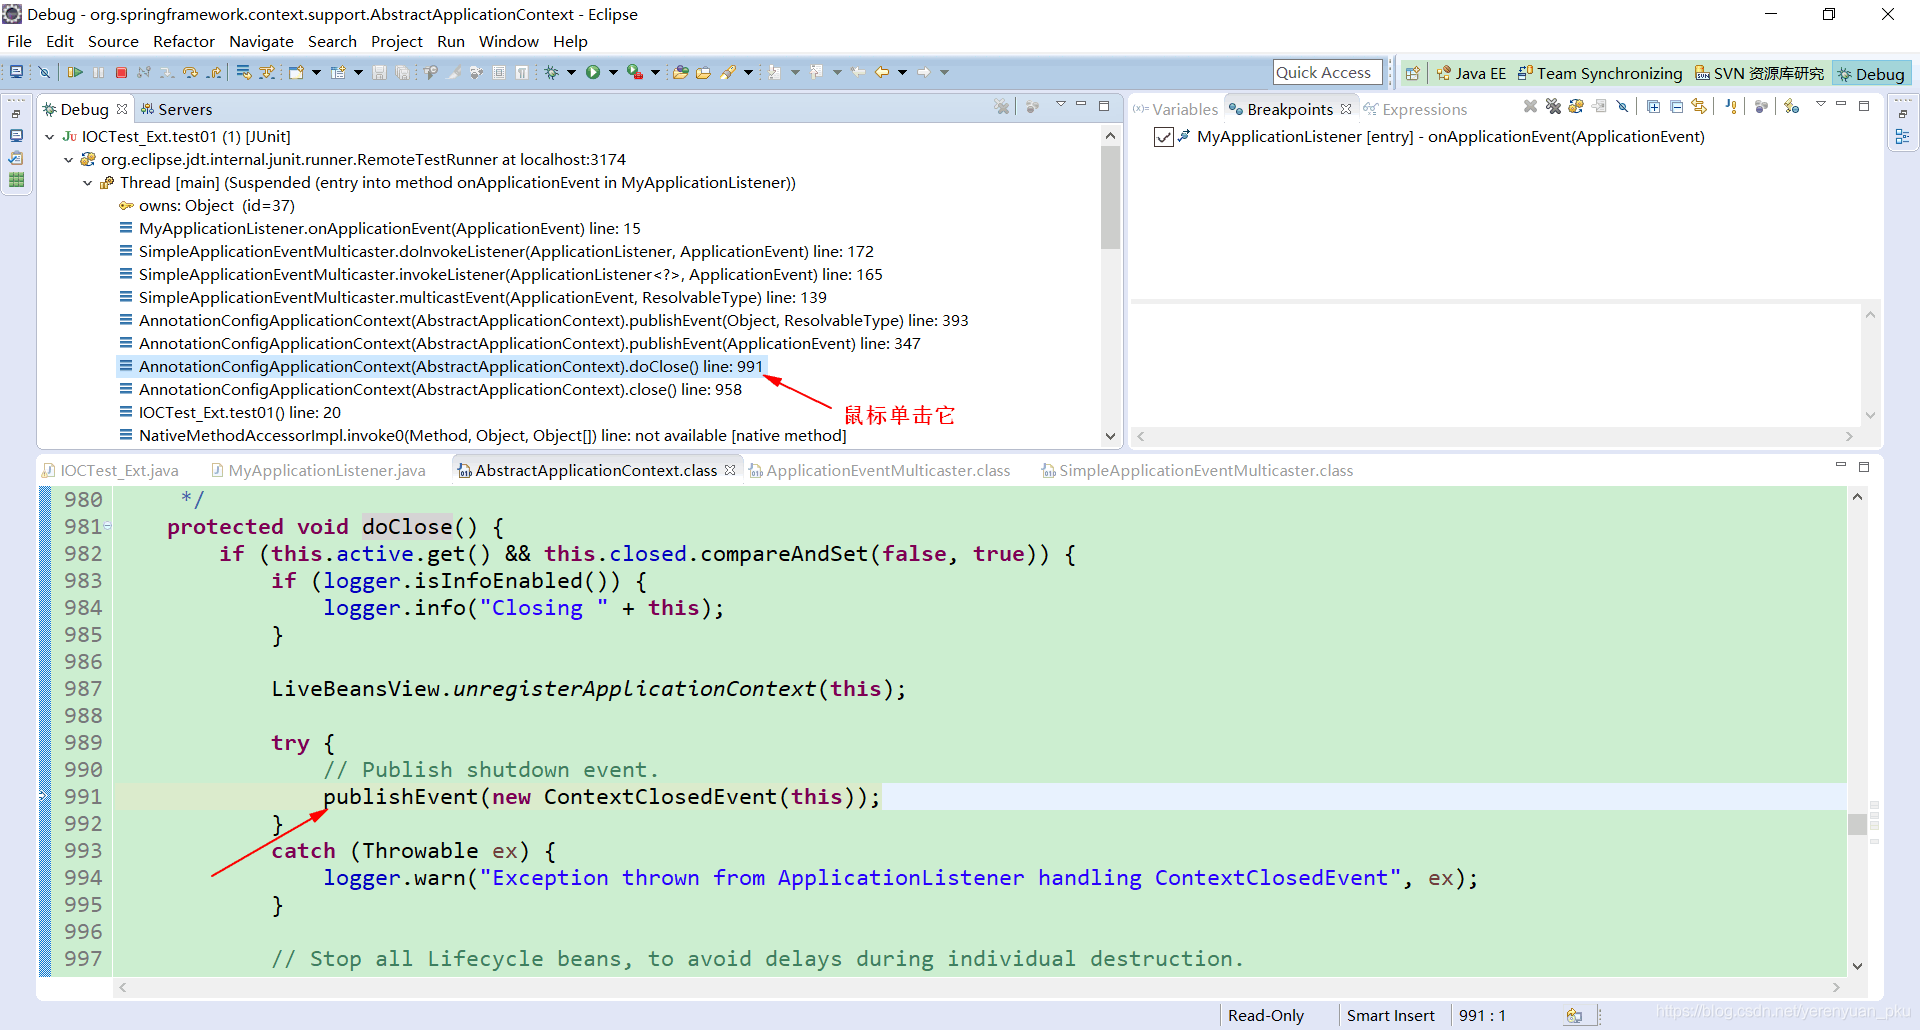 Debug - org.springframework.context.support.AbstractApplicationContext - Eclipse
File Edit Source Refactor Navigate Search Project Run Window Help
Quick Access Java EE Team Synchronizing SVN 资源库研究 Debug
Debug Servers
IOCTest_Ext.test01 (1) [JUnit]
org.eclipse.jdt.internal.junit.runner.RemoteTestRunner at localhost:3174
Thread [main] (Suspended (entry into method onApplicationEvent in MyApplicationListener))
owns: Object (id=37)
MyApplicationListener.onApplicationEvent(ApplicationEvent) line: 15
SimpleApplicationEventMulticaster.doInvokeListener(ApplicationListener, ApplicationEvent) line: 172
SimpleApplicationEventMulticaster.invokeListener(ApplicationListener<?>, ApplicationEvent) line: 165
SimpleApplicationEventMulticaster.multicastEvent(ApplicationEvent, ResolvableType) line: 139
AnnotationConfigApplicationContext(AbstractApplicationContext).publishEvent(Object, ResolvableType) line: 393
AnnotationConfigApplicationContext(AbstractApplicationContext).publishEvent(ApplicationEvent) line: 347
AnnotationConfigApplicationContext(AbstractApplicationContext).doClose() line: 991
AnnotationConfigApplicationContext(AbstractApplicationContext).close() line: 958
IOCTest_Ext.test01() line: 20
鼠标单击它
NativeMethodAccessorImpl.invoke0(Method, Object, Object[]) line: not available [native method]
(x)= Variables Breakpoints Expressions
MyApplicationListener [entry] - onApplicationEvent(ApplicationEvent)
IOCTest_Ext.java MyApplicationListener.java AbstractApplicationContext.class ApplicationEventMulticaster.class SimpleApplicationEventMulticaster.class
980 */
981 protected void doClose() {
982 if (this.active.get() && this.closed.compareAndSet(false, true)) {
983 if (logger.isInfoEnabled()) {
984 logger.info("Closing " + this);
985 }
986
987 LiveBeansView.unregisterApplicationContext(this);
988
989 try {
990 // Publish shutdown event.
991 publishEvent(new ContextClosedEvent(this));
992 }
993 catch (Throwable ex) {
994 logger.warn("Exception thrown from ApplicationListener handling ContextClosedEvent", ex);
995 }
996
997 // Stop all Lifecycle beans, to avoid delays during individual destruction.
Read-Only Smart Insert 991 : 1
https://blog.csdn.net/yerenyuan_pku